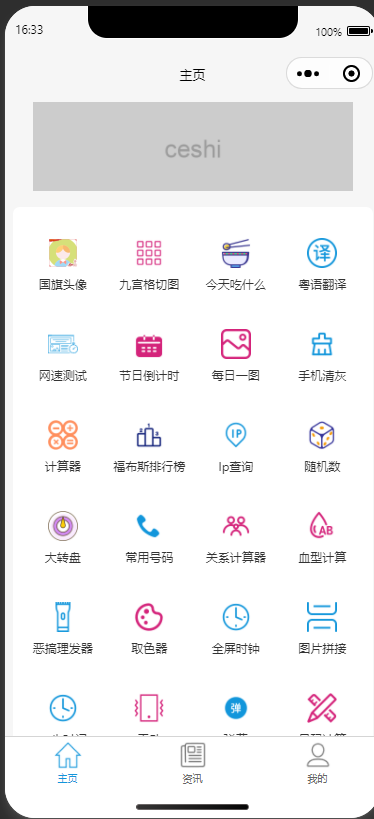 16:33
100%
主页
ceshi
译
国旗头像 九宫格切图 今天吃什么 粤语翻译
网速测试 节日倒计时 每日一图 手机清灰
IP
计算器 福布斯排行榜 Ip查询 随机数
AB
大转盘 常用号码 关系计算器 血型计算
恶搞理发器 取色器 全屏时钟 图片拼接
弹
主页 资讯 我的